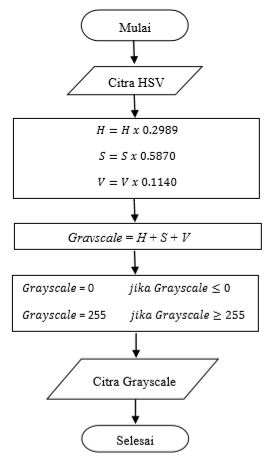 Mulai
Citra HSV
H = H x 0.2989
S = S x 0.5870
V = V x 0.1140
Grayscale = H + S + V
Grayscale = 0 jika Grayscale ≤ 0
Grayscale = 255 jika Grayscale ≥ 255
Citra Grayscale
Selesai